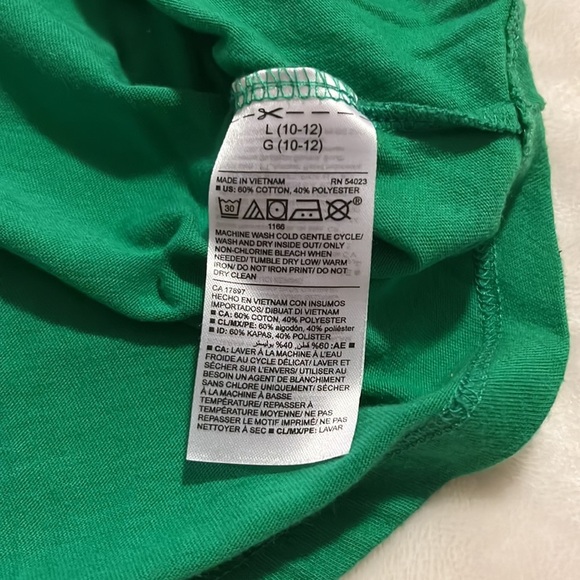 L (10-12)
G (10-12)
MADE IN VIETNAM RN 54023
■ US: 60% COTTON, 40% POLYESTER
30 ®
1160
MACHINE WASH COLD GENTLE CYCLE/
WASH AND DRY INSIDE OUT/ ONLY
NON-CHLORINE BLEACH WHEN
NEEDED/ TUMBLE DRY LOW/ WARM
IRON/ DO NOT IRON PRINT/ DO NOT
DRY CLEAN
CA 17897
HECHO EN VIETNAM CON INSUMOS
IMPORTADOS/ DIBUAT DI VIETNAM
■ CA: 60% COTON, 40% POLYESTER
■ CL/MX/PE: 60% algodón, 40% poliéster
■ ID: 60% KAPAS, 40% POLISTER
■ AE: 60% قطن, 40% بوليستر
■ CA: LAVER À LA MACHINE À L'EAU
FROIDE AU CYCLE DÉLICAT/ LAVER ET
SÉCHER SUR L'ENVERS/ UTILISER AU
BESOIN UN AGENT DE BLANCHIMENT
SANS CHLORE UNIQUEMENT/ SÉCHER
À LA MACHINE À BASSE
TEMPÉRATURE/ REPASSER À
TEMPÉRATURE MOYENNE/ NE PAS
REPASSER LE MOTIF IMPRIMÉ/ NE PAS
NETTOYER À SEC ■ CL/MX/PE: LAVAR